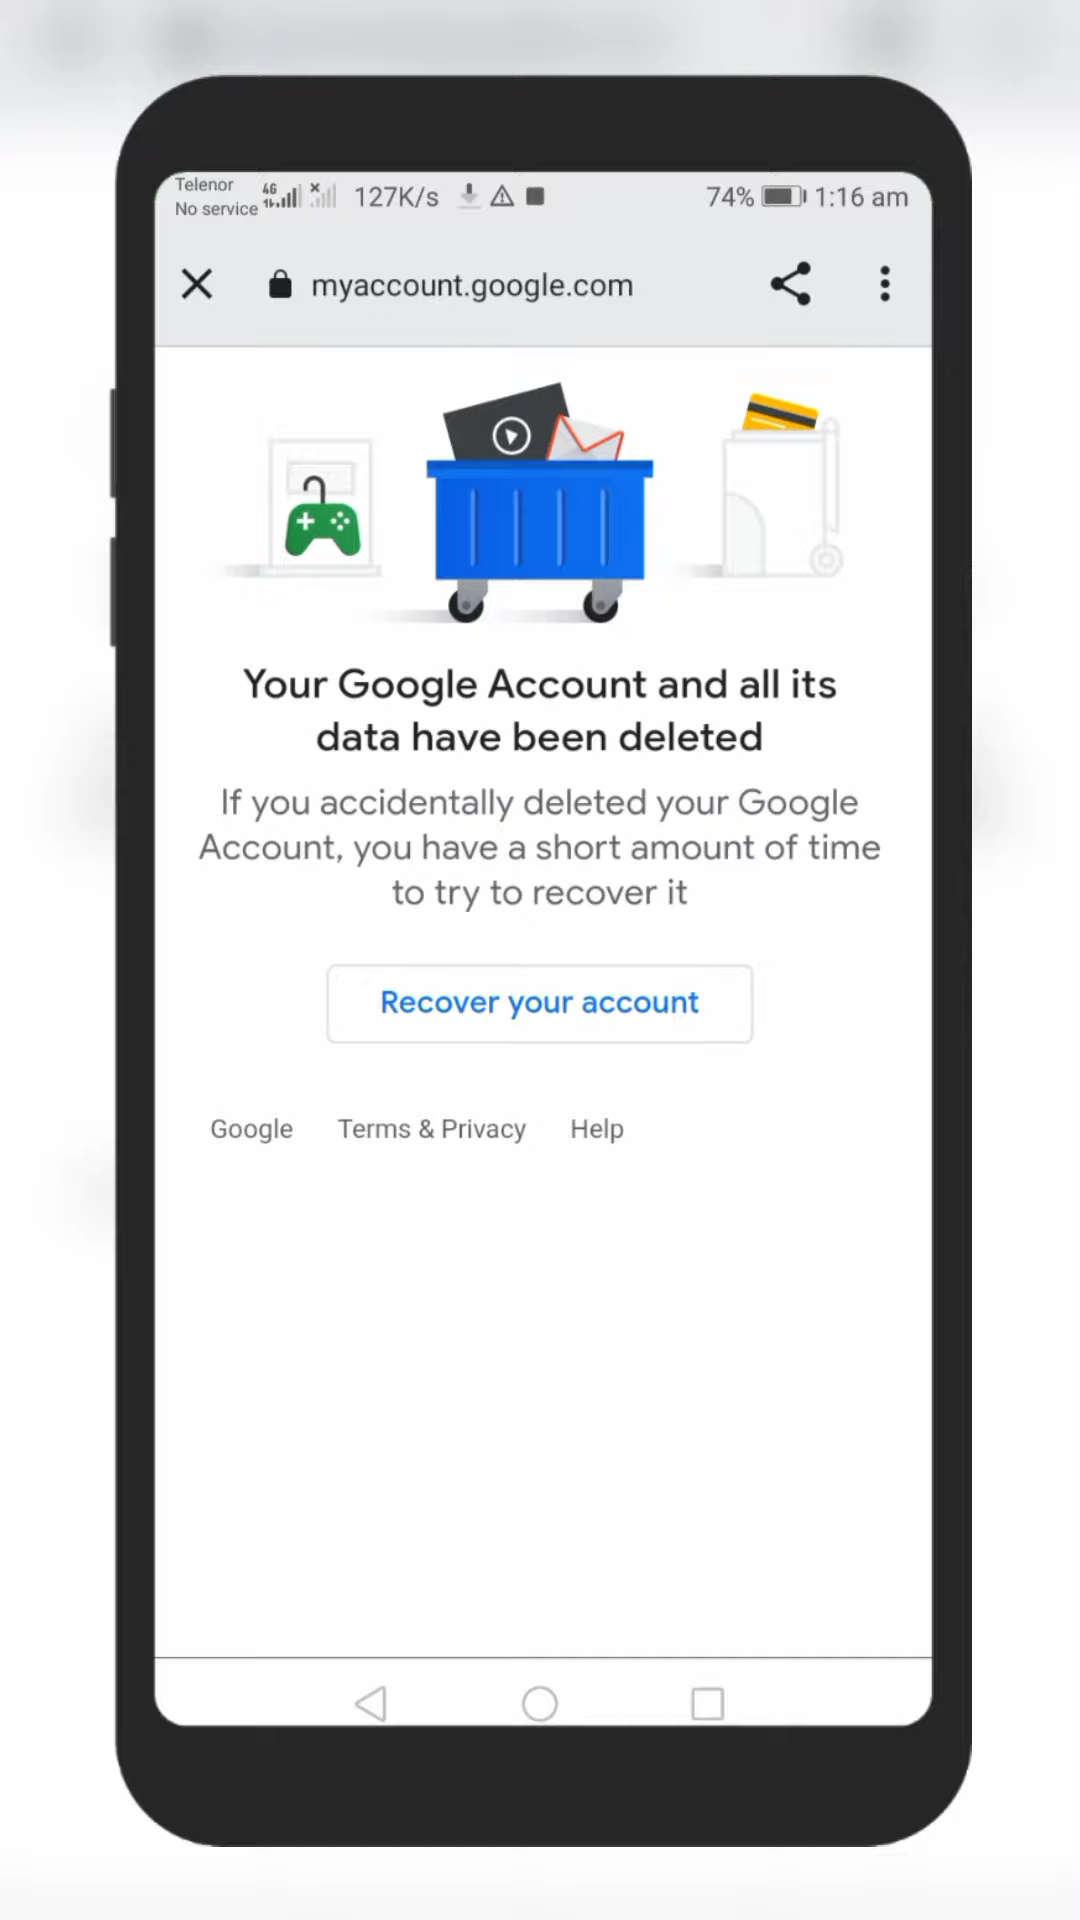 Telenor
No service
4G
127K/s
74%
1:16 am
myaccount.google.com
Your Google Account and all its
data have been deleted
If you accidentally deleted your Google
Account, you have a short amount of time
to try to recover it
Recover your account
Google Terms & Privacy Help